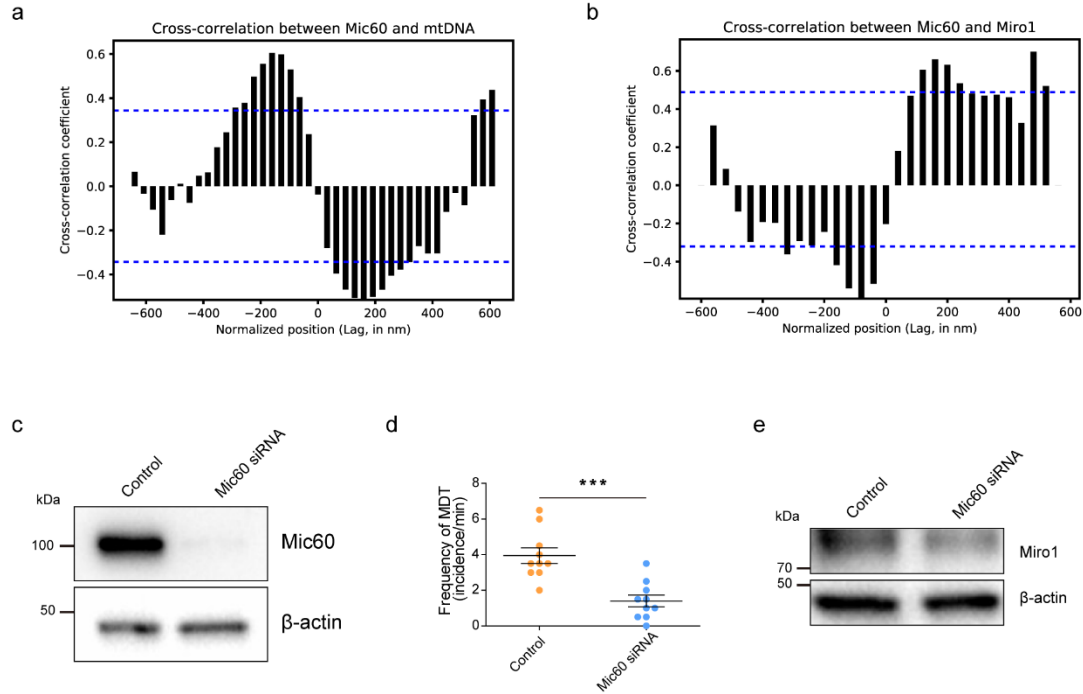 a
Cross-correlation between Mic60 and mtDNA
Cross-correlation coefficient
0.6
0.4
0.2
0.0
−0.2
−0.4
−600 −400 −200 0 200 400 600
Normalized position (Lag, in nm)
b
Cross-correlation between Mic60 and Miro1
Cross-correlation coefficient
0.6
0.4
0.2
0.0
−0.2
−0.4
−600 −400 −200 0 200 400 600
Normalized position (Lag, in nm)
c
Control Mic60 siRNA
kDa
100
Mic60
50
β-actin
d
Frequency of MDT
(incidence/min)
8
6
4
2
0
***
Control Mic60 siRNA
e
Control Mic60 siRNA
kDa
Miro1
70
50
β-actin